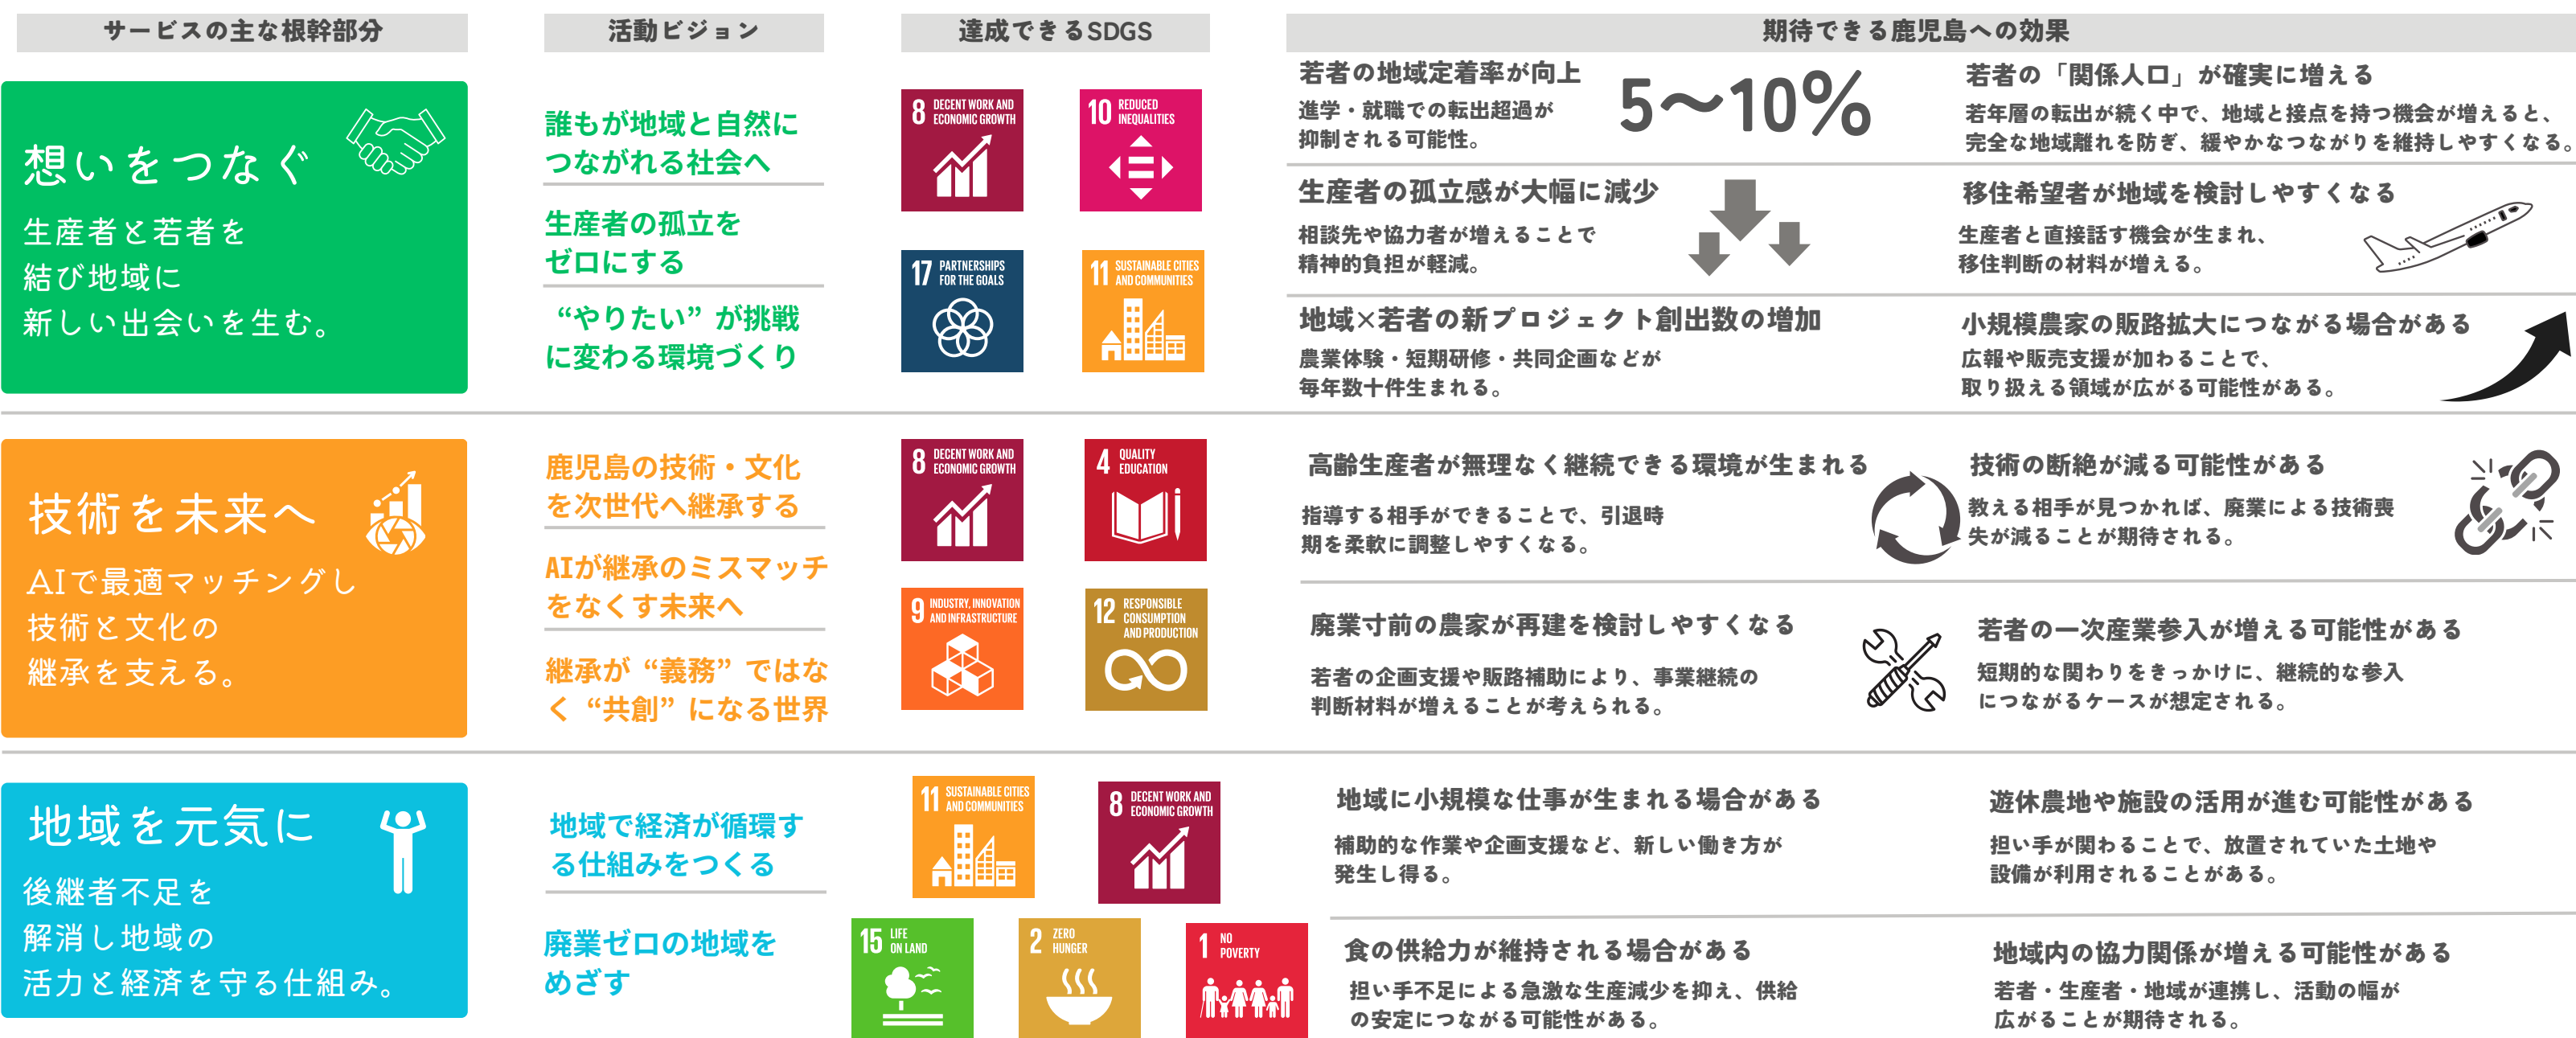 サービスの主な根幹部分
活動ビジョン
達成できるSDGS
期待できる鹿児島への効果
想いをつなぐ
生産者と若者を
結び地域に
新しい出会いを生む。
誰もが地域と自然に
つながれる社会へ
生産者の孤立を
ゼロにする
“やりたい”が挑戦
に変わる環境づくり
8 DECENT WORK AND
ECONOMIC GROWTH
10 REDUCED
INEQUALITIES
17 PARTNERSHIPS
FOR THE GOALS
11 SUSTAINABLE CITIES
AND COMMUNITIES
若者の地域定着率が向上
進学・就職での転出超過が
抑制される可能性。
5〜10%
若者の「関係人口」が確実に増える
若年層の転出が続く中で、地域と接点を持つ機会が増えると、
完全な地域離れを防ぎ、緩やかなつながりを維持しやすくなる。
生産者の孤立感が大幅に減少
相談先や協力者が増えることで
精神的負担が軽減。
移住希望者が地域を検討しやすくなる
生産者と直接話す機会が生まれ、
移住判断の材料が増える。
地域×若者の新プロジェクト創出数の増加
農業体験・短期研修・共同企画などが
毎年数十件生まれる。
小規模農家の販路拡大につながる場合がある
広報や販売支援が加わることで、
取り扱える領域が広がる可能性がある。
技術を未来へ
AIで最適マッチングし
技術と文化の
継承を支える。
鹿児島の技術・文化
を次世代へ継承する
AIが継承のミスマッチ
をなくす未来へ
継承が“義務”ではな
く“共創”になる世界
8 DECENT WORK AND
ECONOMIC GROWTH
4 QUALITY
EDUCATION
9 INDUSTRY, INNOVATION
AND INFRASTRUCTURE
12 RESPONSIBLE
CONSUMPTION
AND PRODUCTION
高齢生産者が無理なく継続できる環境が生まれる
指導する相手ができることで、引退時
期を柔軟に調整しやすくなる。
技術の断絶が減る可能性がある
教える相手が見つかれば、廃業による技術喪
失が減ることが期待される。
廃業寸前の農家が再建を検討しやすくなる
若者の企画支援や販路補助により、事業継続の
判断材料が増えることが考えられる。
若者の一次産業参入が増える可能性がある
短期的な関わりをきっかけに、継続的な参入
につながるケースが想定される。
地域を元気に
後継者不足を
解消し地域の
活力と経済を守る仕組み。
地域で経済が循環す
る仕組みをつくる
廃業ゼロの地域を
めざす
11 SUSTAINABLE CITIES
AND COMMUNITIES
8 DECENT WORK AND
ECONOMIC GROWTH
15 LIFE
ON LAND
2 ZERO
HUNGER
1 NO
POVERTY
地域に小規模な仕事が生まれる場合がある
補助的な作業や企画支援など、新しい働き方が
発生し得る。
遊休農地や施設の活用が進む可能性がある
担い手が関わることで、放置されていた土地や
設備が利用されることがある。
食の供給力が維持される場合がある
担い手不足による急激な生産減少を抑え、供給
の安定につながる可能性がある。
地域内の協力関係が増える可能性がある
若者・生産者・地域が連携し、活動の幅が
広がることが期待される。